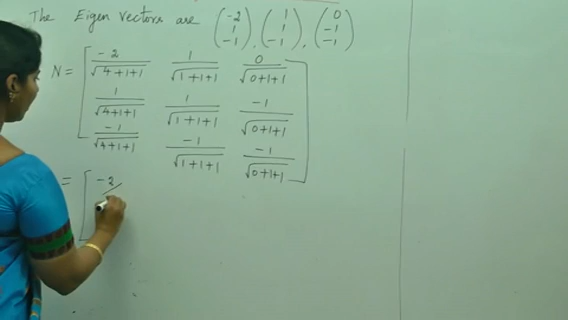 The Eigen vectors are (-2 1 -1), (1 1 -1), (0 -1 -1)
N = [ -2/√4+1+1 1/√1+1+1 0/√0+1+1
1/√4+1+1 1/√1+1+1 -1/√0+1+1
-1/√4+1+1 -1/√1+1+1 -1/√0+1+1 ]
= [ -2/